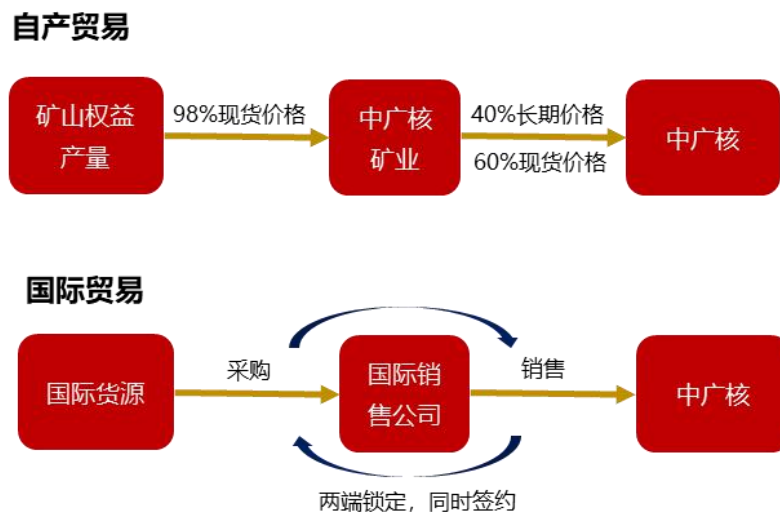 自产贸易
矿山权益
产量
98%现货价格
中广核
矿业
40%长期价格
60%现货价格
中广核
国际贸易
国际货源
采购
国际销
售公司
销售
中广核
两端锁定，同时签约